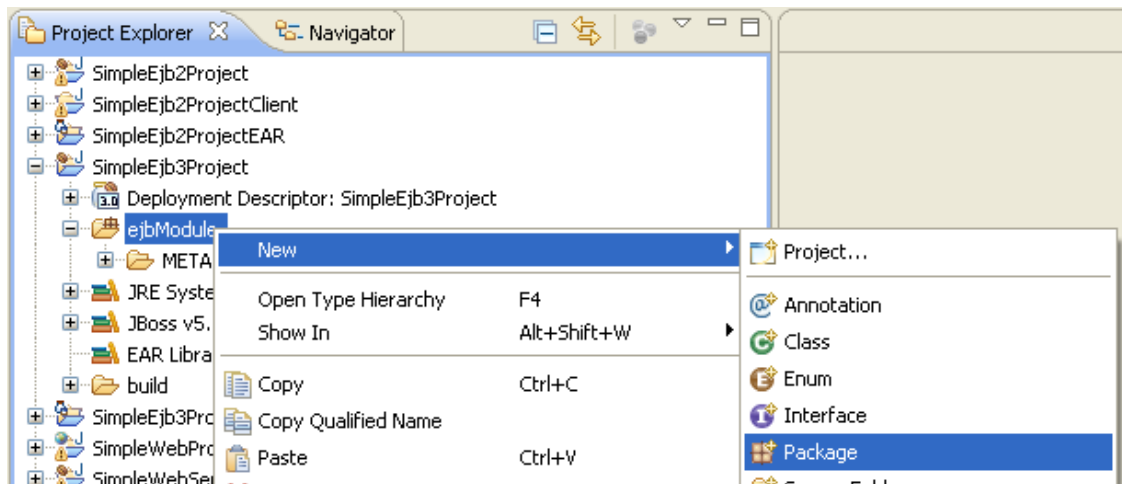 Project Explorer Navigator
SimpleEjb2Project
SimpleEjb2ProjectClient
SimpleEjb2ProjectEAR
SimpleEjb3Project
3.0 Deployment Descriptor: SimpleEjb3Project
ejbModule
META
JRE Syste
JBoss v5.
EAR Libra
build
SimpleEjb3Pro
SimpleWebPro
SimpleWebSer
New
Open Type Hierarchy F4
Show In Alt+Shift+W
Copy Ctrl+C
Copy Qualified Name
Paste Ctrl+V
Project...
Annotation
Class
Enum
Interface
Package